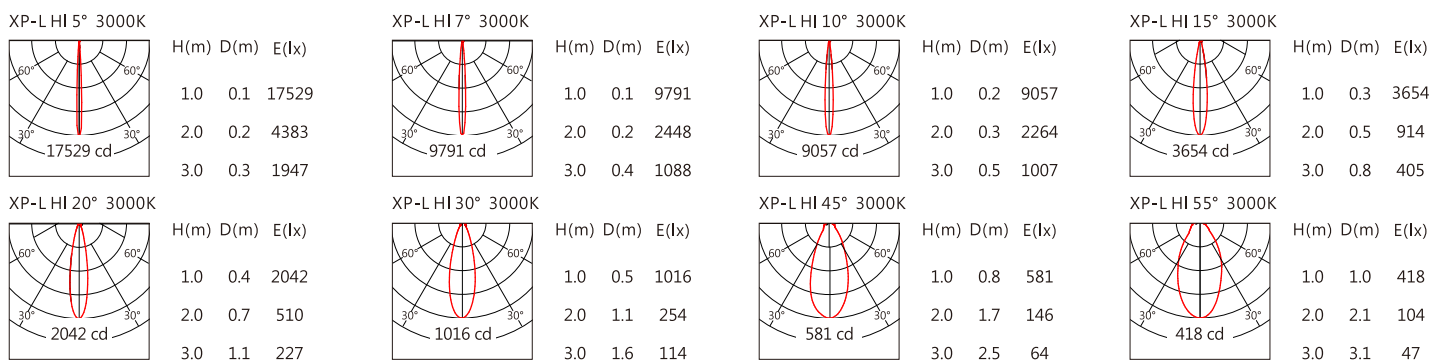 XP-L HI 5° 3000K
H(m) D(m) E(lx)
60° 60°
1.0 0.1 17529
2.0 0.2 4383
30° 30°
17529 cd
3.0 0.3 1947
XP-L HI 7° 3000K
H(m) D(m) E(lx)
60° 60°
1.0 0.1 9791
2.0 0.2 2448
30° 30°
9791 cd
3.0 0.4 1088
XP-L HI 10° 3000K
H(m) D(m) E(lx)
60° 60°
1.0 0.2 9057
2.0 0.3 2264
30° 30°
9057 cd
3.0 0.5 1007
XP-L HI 15° 3000K
H(m) D(m) E(lx)
60° 60°
1.0 0.3 3654
2.0 0.5 914
30° 30°
3654 cd
3.0 0.8 405
XP-L HI 20° 3000K
H(m) D(m) E(lx)
60° 60°
1.0 0.4 2042
2.0 0.7 510
30° 30°
2042 cd
3.0 1.1 227
XP-L HI 30° 3000K
H(m) D(m) E(lx)
60° 60°
1.0 0.5 1016
2.0 1.1 254
30° 30°
1016 cd
3.0 1.6 114
XP-L HI 45° 3000K
H(m) D(m) E(lx)
60° 60°
1.0 0.8 581
2.0 1.7 146
30° 30°
581 cd
3.0 2.5 64
XP-L HI 55° 3000K
H(m) D(m) E(lx)
60° 60°
1.0 1.0 418
2.0 2.1 104
30° 30°
418 cd
3.0 3.1 47